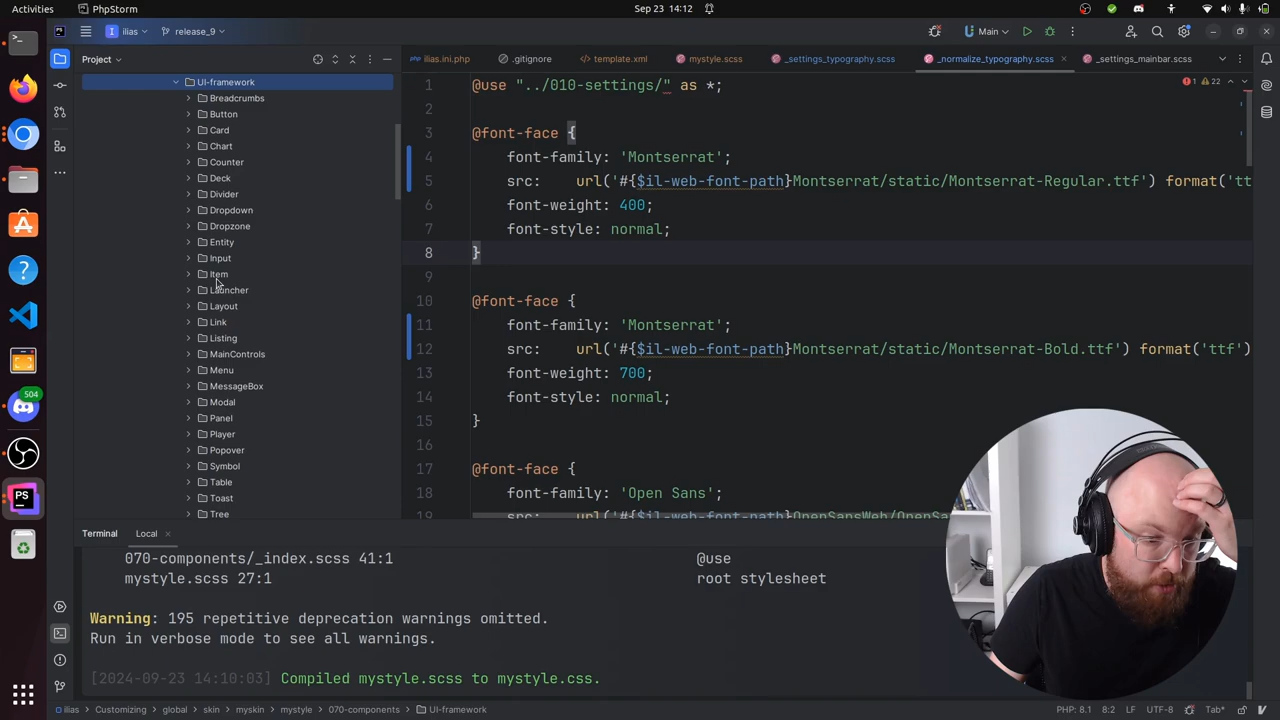 Activities
PhpStorm
Sep 23 14:12
I
ilias
release_9
Main
Project
ilias.ini.php
.gitignore
template.xml
mystyle.scss
_settings_typography.scss
_normalize_typography.scss
_settings_mainbar.scss
1
22
UI-framework
Breadcrumbs
Button
Card
Chart
Counter
Deck
Divider
Dropdown
Dropzone
Entity
Input
Item
Launcher
Layout
Link
Listing
MainControls
Menu
MessageBox
Modal
Panel
Player
Popover
Symbol
Table
Toast
Tree
504
PS
1 @use "../010-settings/" as *;
2
3 @font-face {
4 font-family: 'Montserrat';
5 src: url('#{$il-web-font-path}Montserrat/static/Montserrat-Regular.ttf') format('tt
6 font-weight: 400;
7 font-style: normal;
8 }
9
10 @font-face {
11 font-family: 'Montserrat';
12 src: url('#{$il-web-font-path}Montserrat/static/Montserrat-Bold.ttf') format('ttf')
13 font-weight: 700;
14 font-style: normal;
15 }
16
17 @font-face {
18 font-family: 'Open Sans';
19
Terminal
Local
070-components/_index.scss 41:1 @use
mystyle.scss 27:1 root stylesheet
Warning: 195 repetitive deprecation warnings omitted.
Run in verbose mode to see all warnings.
[2024-09-23 14:10:03] Compiled mystyle.scss to mystyle.css.
ilias
Customizing
global
skin
myskin
mystyle
070-components
UI-framework
PHP: 8.1
8:2
LF
UTF-8
Tab*